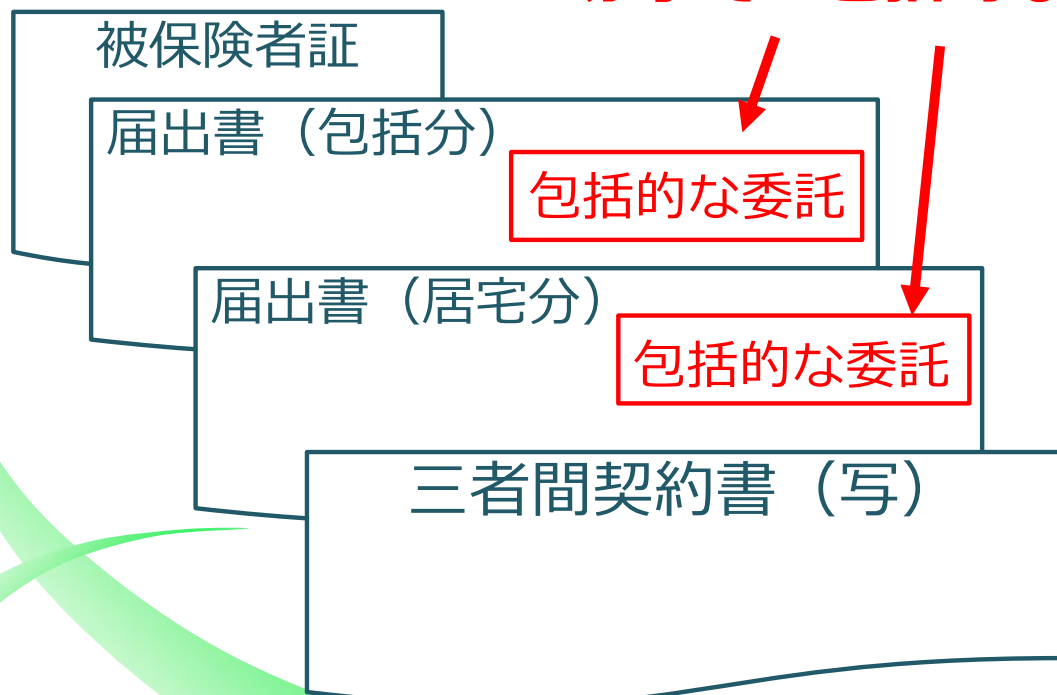 被保険者証
届出書（包括分）
包括的な委託
届出書（居宅分）
包括的な委託
三者間契約書（写）